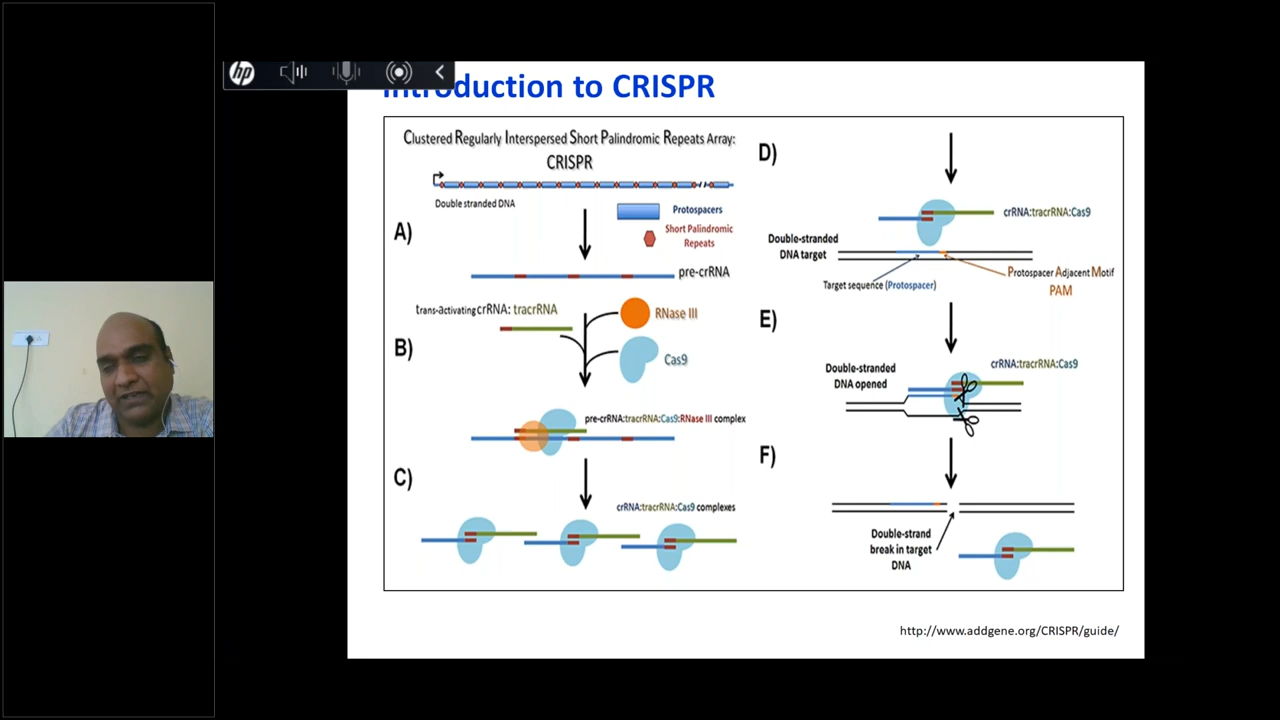 hp
Introduction to CRISPR
Clustered Regularly Interspersed Short Palindromic Repeats Array:
CRISPR
Double stranded DNA
Protospacers
Short Palindromic
Repeats
A)
pre-crRNA
trans-activating crRNA: tracrRNA
RNase III
B)
Cas9
pre-crRNA:tracrRNA:Cas9:RNase III complex
C)
crRNA:tracrRNA:Cas9 complexes
D)
crRNA:tracrRNA:Cas9
Double-stranded
DNA target
Target sequence (Protospacer)
Protospacer Adjacent Motif
PAM
E)
crRNA:tracrRNA:Cas9
Double-stranded
DNA opened
F)
Double-strand
break in target
DNA
http://www.addgene.org/CRISPR/guide/